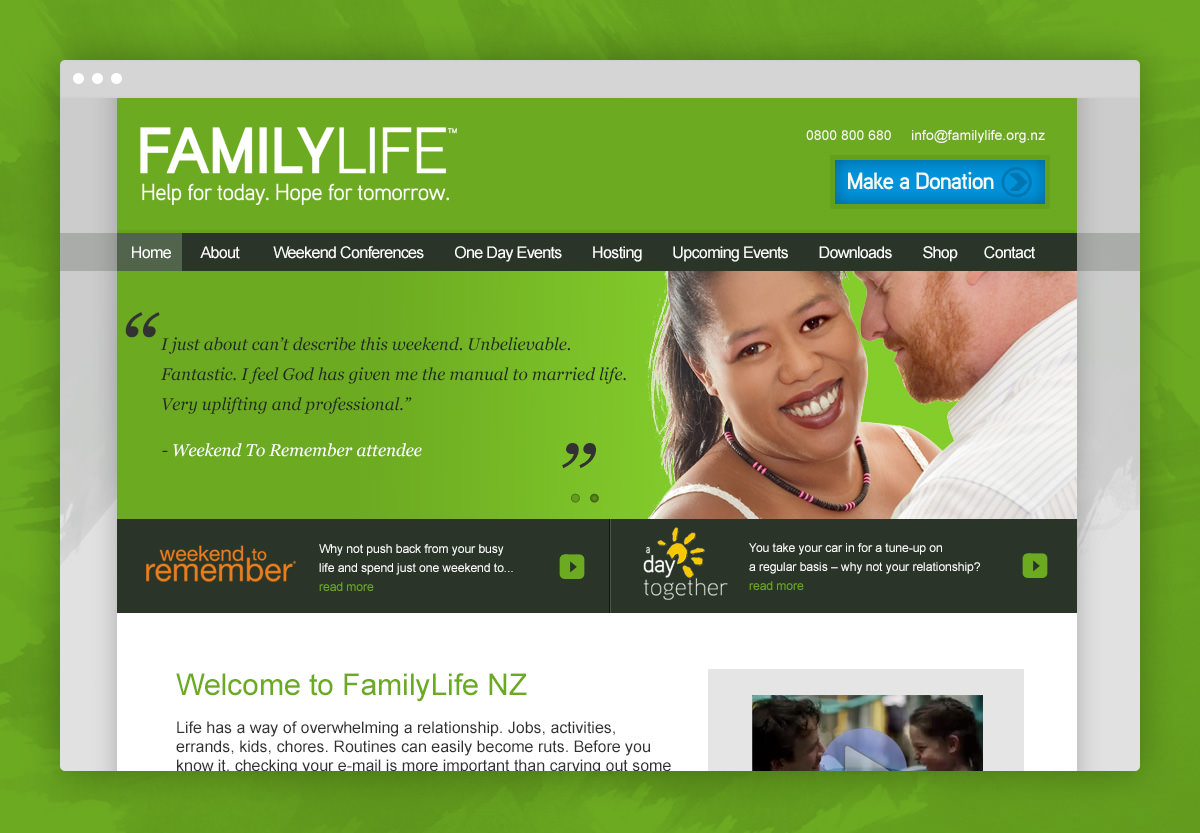 FAMILYLIFE™
Help for today. Hope for tomorrow.
0800 800 680 info@familylife.org.nz
Make a Donation
Home About Weekend Conferences One Day Events Hosting Upcoming Events Downloads Shop Contact
“I just about can’t describe this weekend. Unbelievable.
Fantastic. I feel God has given me the manual to married life.
Very uplifting and professional.”
- Weekend To Remember attendee
”
weekend to
remember
Why not push back from your busy
life and spend just one weekend to...
read more
a
day
together
You take your car in for a tune-up on
a regular basis – why not your relationship?
read more
Welcome to FamilyLife NZ
Life has a way of overwhelming a relationship. Jobs, activities,
errands, kids, chores. Routines can easily become ruts. Before you
know it, checking your e-mail is more important than carving out some